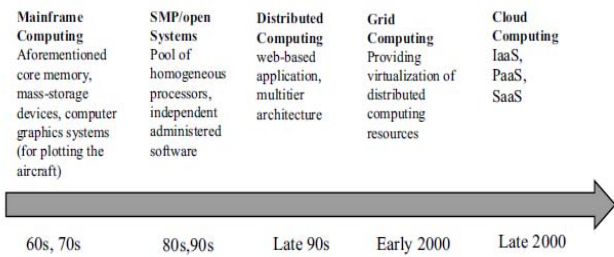 Mainframe
Computing
Aforementioned
core memory,
mass-storage
devices, computer
graphics systems
(for plotting the
aircraft)
SMP/open
Systems
Pool of
homogeneous
processors,
independent
administered
software
Distributed
Computing
web-based
application,
multitier
architecture
Grid
Computing
Providing
virtualization of
distributed
computing
resources
Cloud
Computing
IaaS,
PaaS,
SaaS
60s, 70s
80s,90s
Late 90s
Early 2000
Late 2000